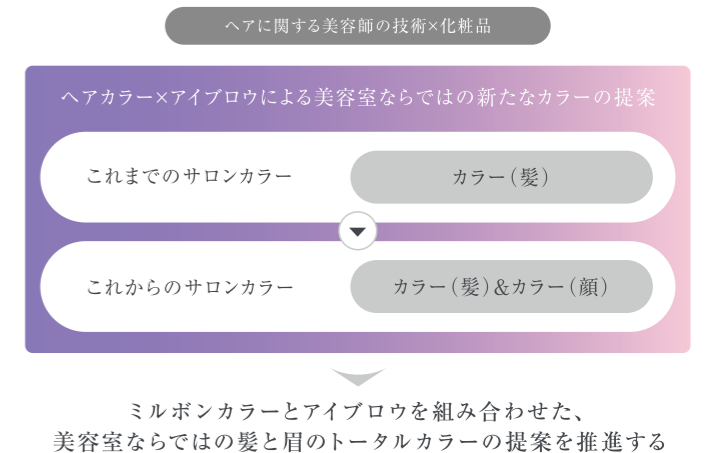 ヘアに関する美容師の技術×化粧品
ヘアカラー×アイブロウによる美容室ならではの新たなカラーの提案
これまでのサロンカラー
カラー（髪）
これからのサロンカラー
カラー（髪）&カラー（顔）
ミルボンカラーとアイブロウを組み合わせた、
美容室ならではの髪と眉のトータルカラーの提案を推進する